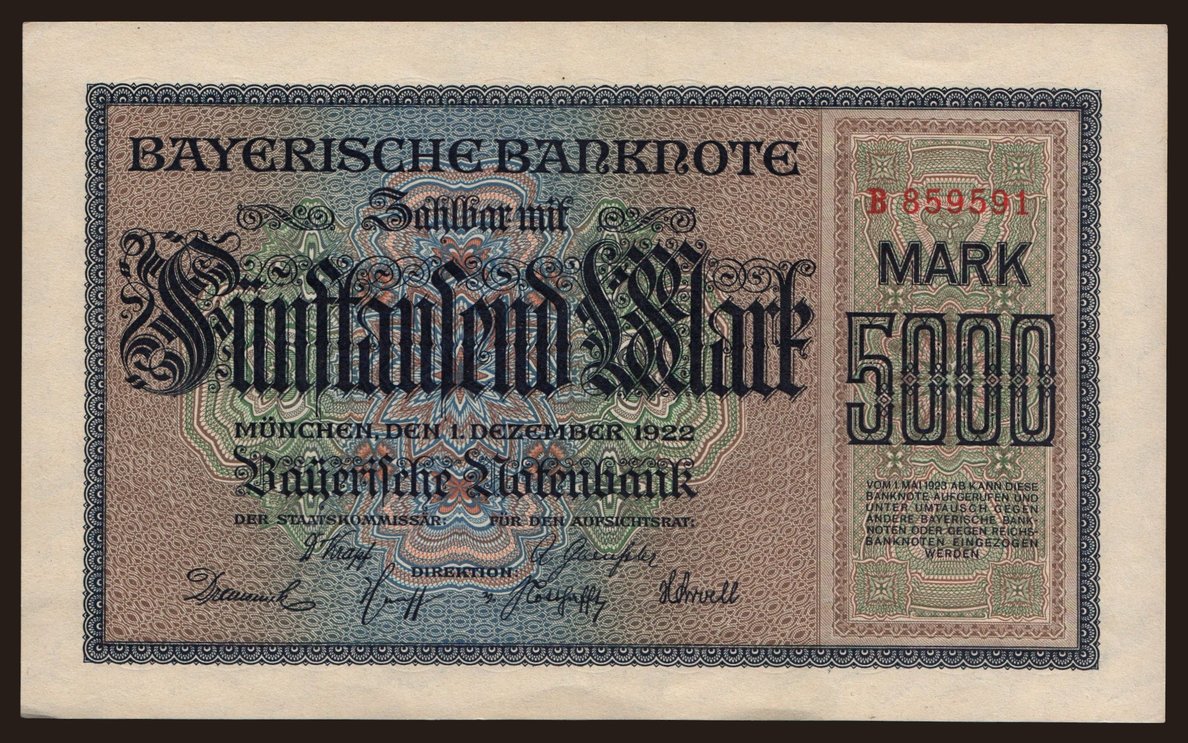 BAYERISCHE BANKNOTE
Zahlbar mit
Fünftausend Mark
MÜNCHEN, DEN 1. DEZEMBER 1922
Bayerische Notenbank
DER STAATSKOMMISSÄR: FÜR DEN AUFSICHTSRAT:
DIREKTION
B 859591
MARK
5000
VOM 1. MAI 1923 AB KANN DIESE
BANKNOTE AUFGERUFEN UND
UNTER UMTAUSCH GEGEN
ANDERE BAYERISCHE BANK-
NOTEN ODER GEGEN REICHS-
BANKNOTEN EINGEZOGEN
WERDEN